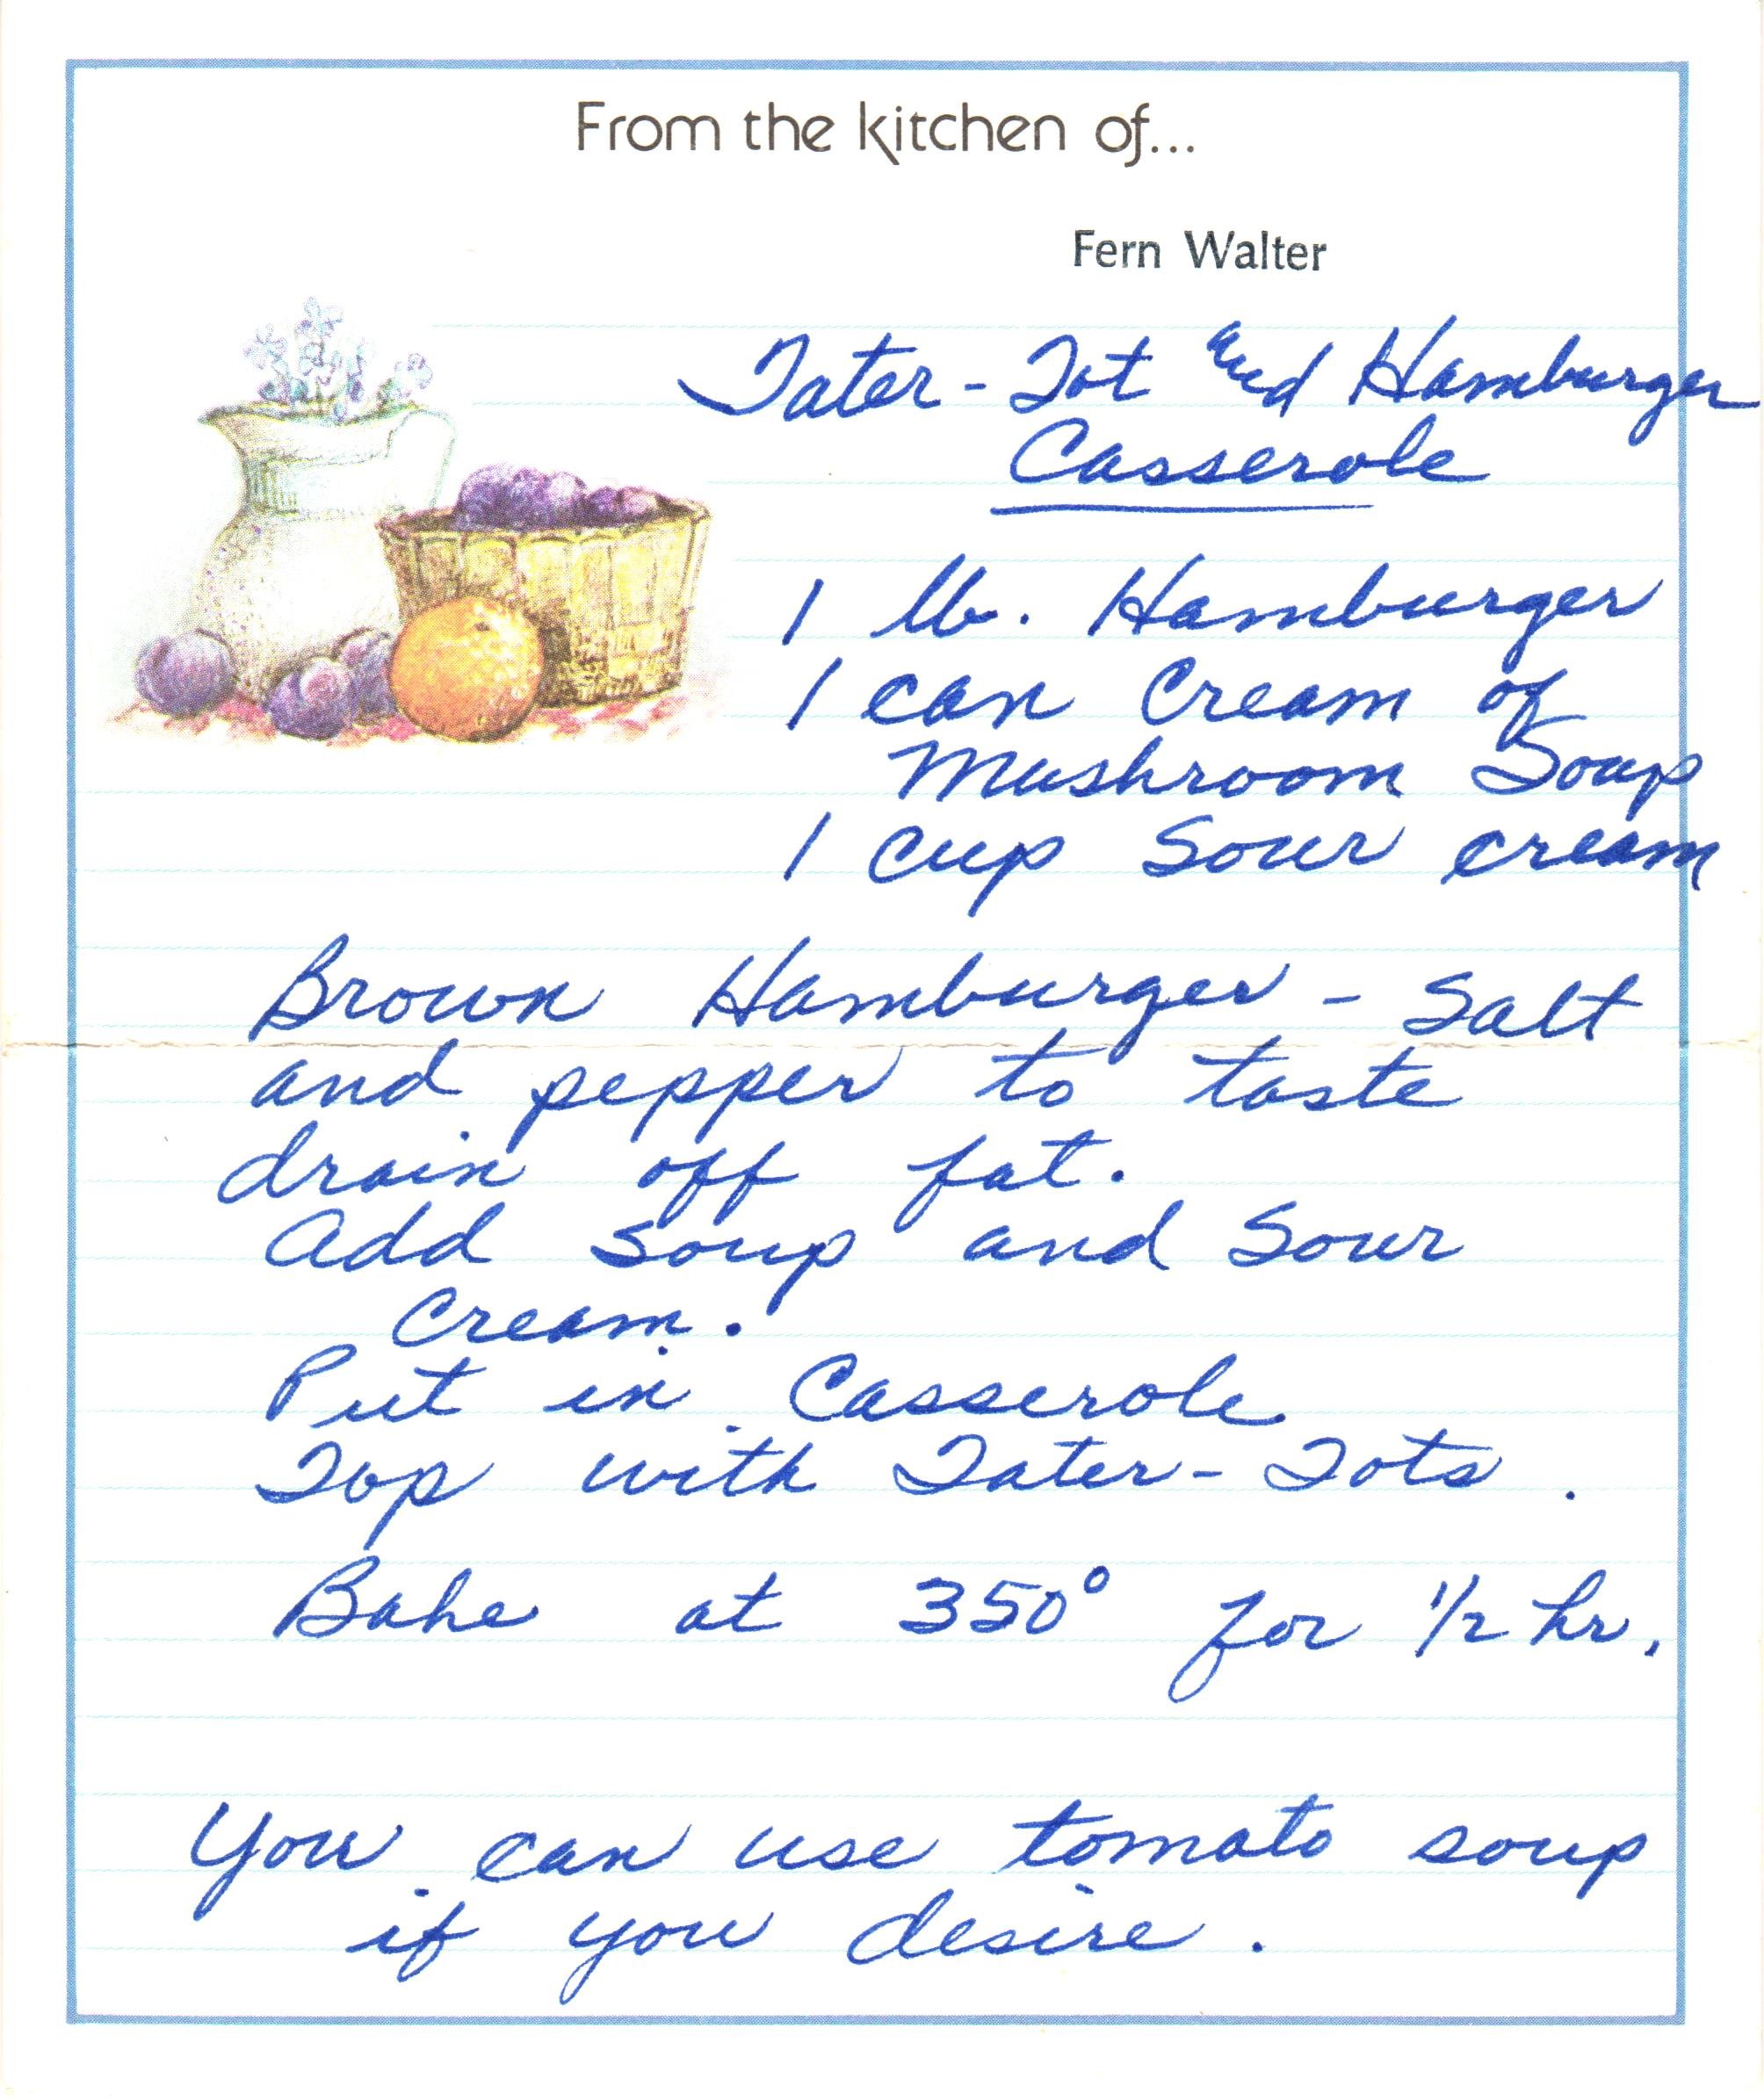 From the kitchen of...
Fern Walter
Tater-Tot and Hamburger
Casserole
1 lb. Hamburger
1 can Cream of
Mushroom Soup
1 cup Sour cream
Brown Hamburger - Salt
and pepper to taste
drain off fat.
Add soup and Sour
Cream.
Put in Casserole
Top with Tater-Tots.
Bake at 350° for 1/2 hr.
You can use tomato soup
if you desire.